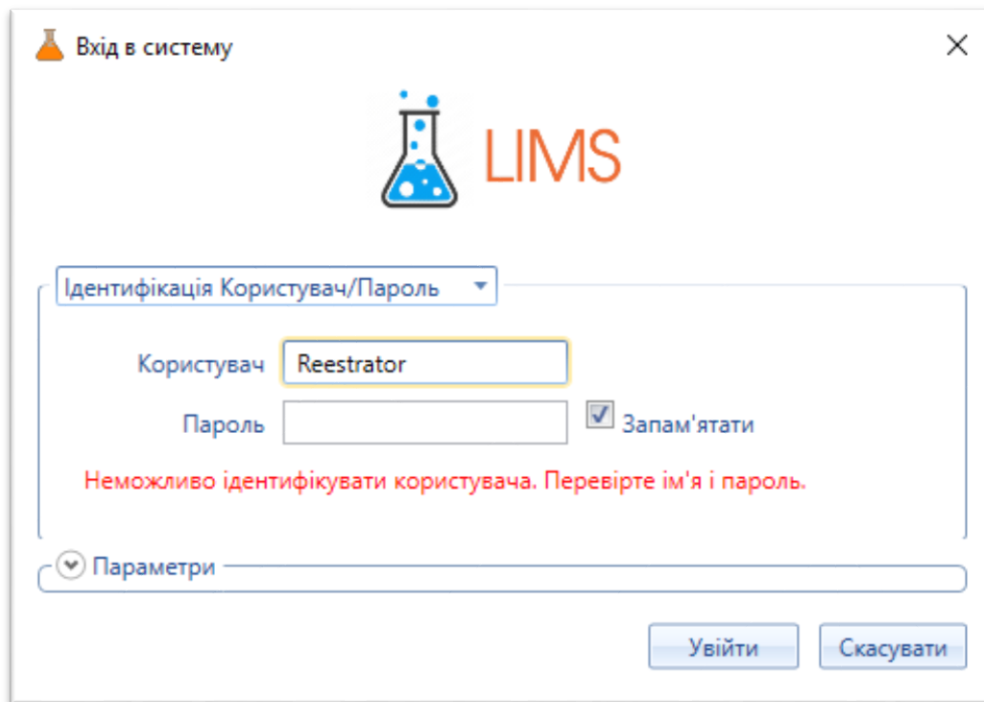 Вхід в систему
LIMS
Ідентифікація Користувач/Пароль
Користувач Reestrator
Пароль Запам'ятати
Неможливо ідентифікувати користувача. Перевірте ім'я і пароль.
Параметри
Увійти Скасувати